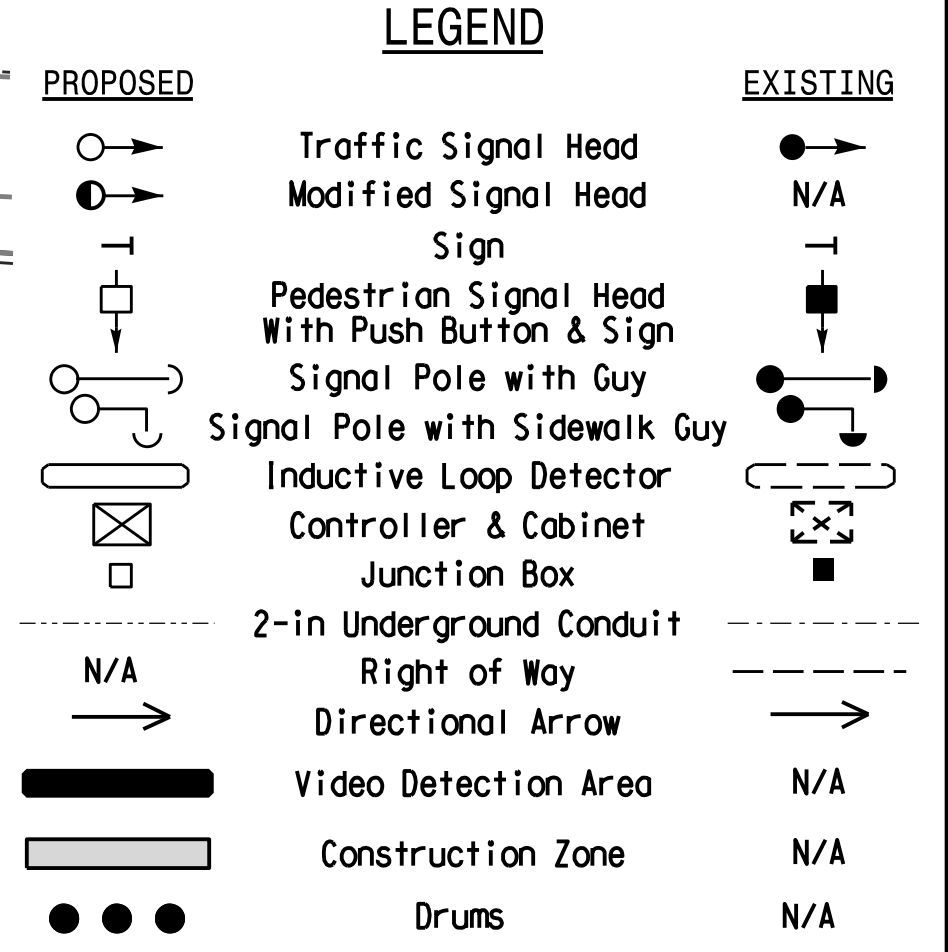 LEGEND
PROPOSED EXISTING
Traffic Signal Head
Modified Signal Head N/A
Sign
Pedestrian Signal Head
With Push Button & Sign
Signal Pole with Guy
Signal Pole with Sidewalk Guy
Inductive Loop Detector
Controller & Cabinet
Junction Box
2-in Underground Conduit
N/A Right of Way
Directional Arrow
Video Detection Area N/A
Construction Zone N/A
Drums N/A